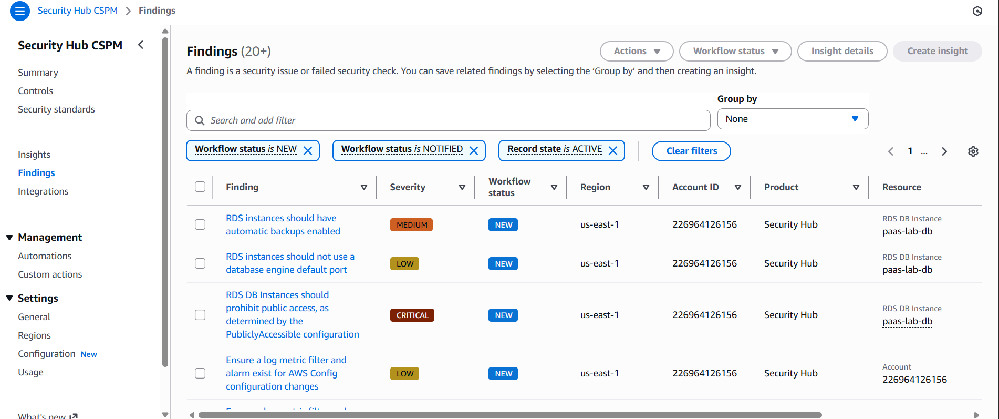 Security Hub CSPM > Findings
Security Hub CSPM
Summary
Controls
Security standards
Insights
Findings
Integrations
Management
Automations
Custom actions
Settings
General
Regions
Configuration New
Usage
What's new
Findings (20+)
Actions
Workflow status
Insight details
Create insight
A finding is a security issue or failed security check. You can save related findings by selecting the ‘Group by’ and then creating an insight.
Group by
Search and add filter
None
Workflow status is NEW
Workflow status is NOTIFIED
Record state is ACTIVE
Clear filters
1 ...
Finding
Severity
Workflow
status
Region
Account ID
Product
Resource
RDS instances should have
automatic backups enabled
MEDIUM
NEW
us-east-1
226964126156
Security Hub
RDS DB Instance
paas-lab-db
RDS instances should not use a
database engine default port
LOW
NEW
us-east-1
226964126156
Security Hub
RDS DB Instance
paas-lab-db
RDS DB Instances should
prohibit public access, as
determined by the
PubliclyAccessible configuration
CRITICAL
NEW
us-east-1
226964126156
Security Hub
RDS DB Instance
paas-lab-db
Ensure a log metric filter and
alarm exist for AWS Config
configuration changes
LOW
NEW
us-east-1
226964126156
Security Hub
Account
226964126156
Ensure a log metric filter and